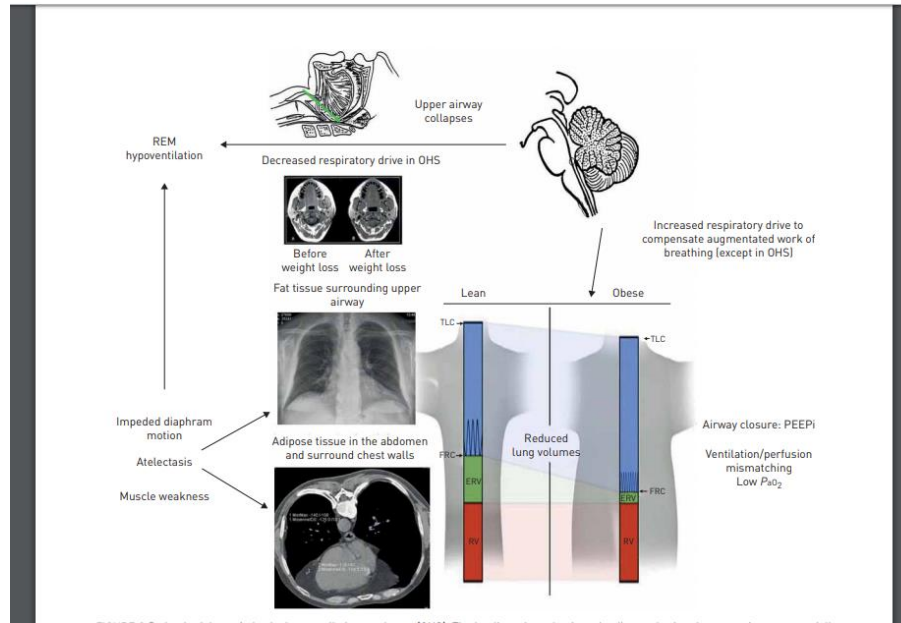 Upper airway
collapses
REM
hypoventilation
Decreased respiratory drive in OHS
Before
weight loss
After
weight loss
Fat tissue surrounding upper
airway
Increased respiratory drive to
compensate augmentated work of
breathing (except in OHS)
Lean
Obese
TLC
TLC
Impeded diaphram
motion
Atelectasis
Muscle weakness
Adipose tissue in the abdomen
and surround chest walls
Reduced
lung volumes
FRC
ERV
RV
FRC
ERV
RV
Airway closure: PEEPi
Ventilation/perfusion
mismatching
Low PaO2